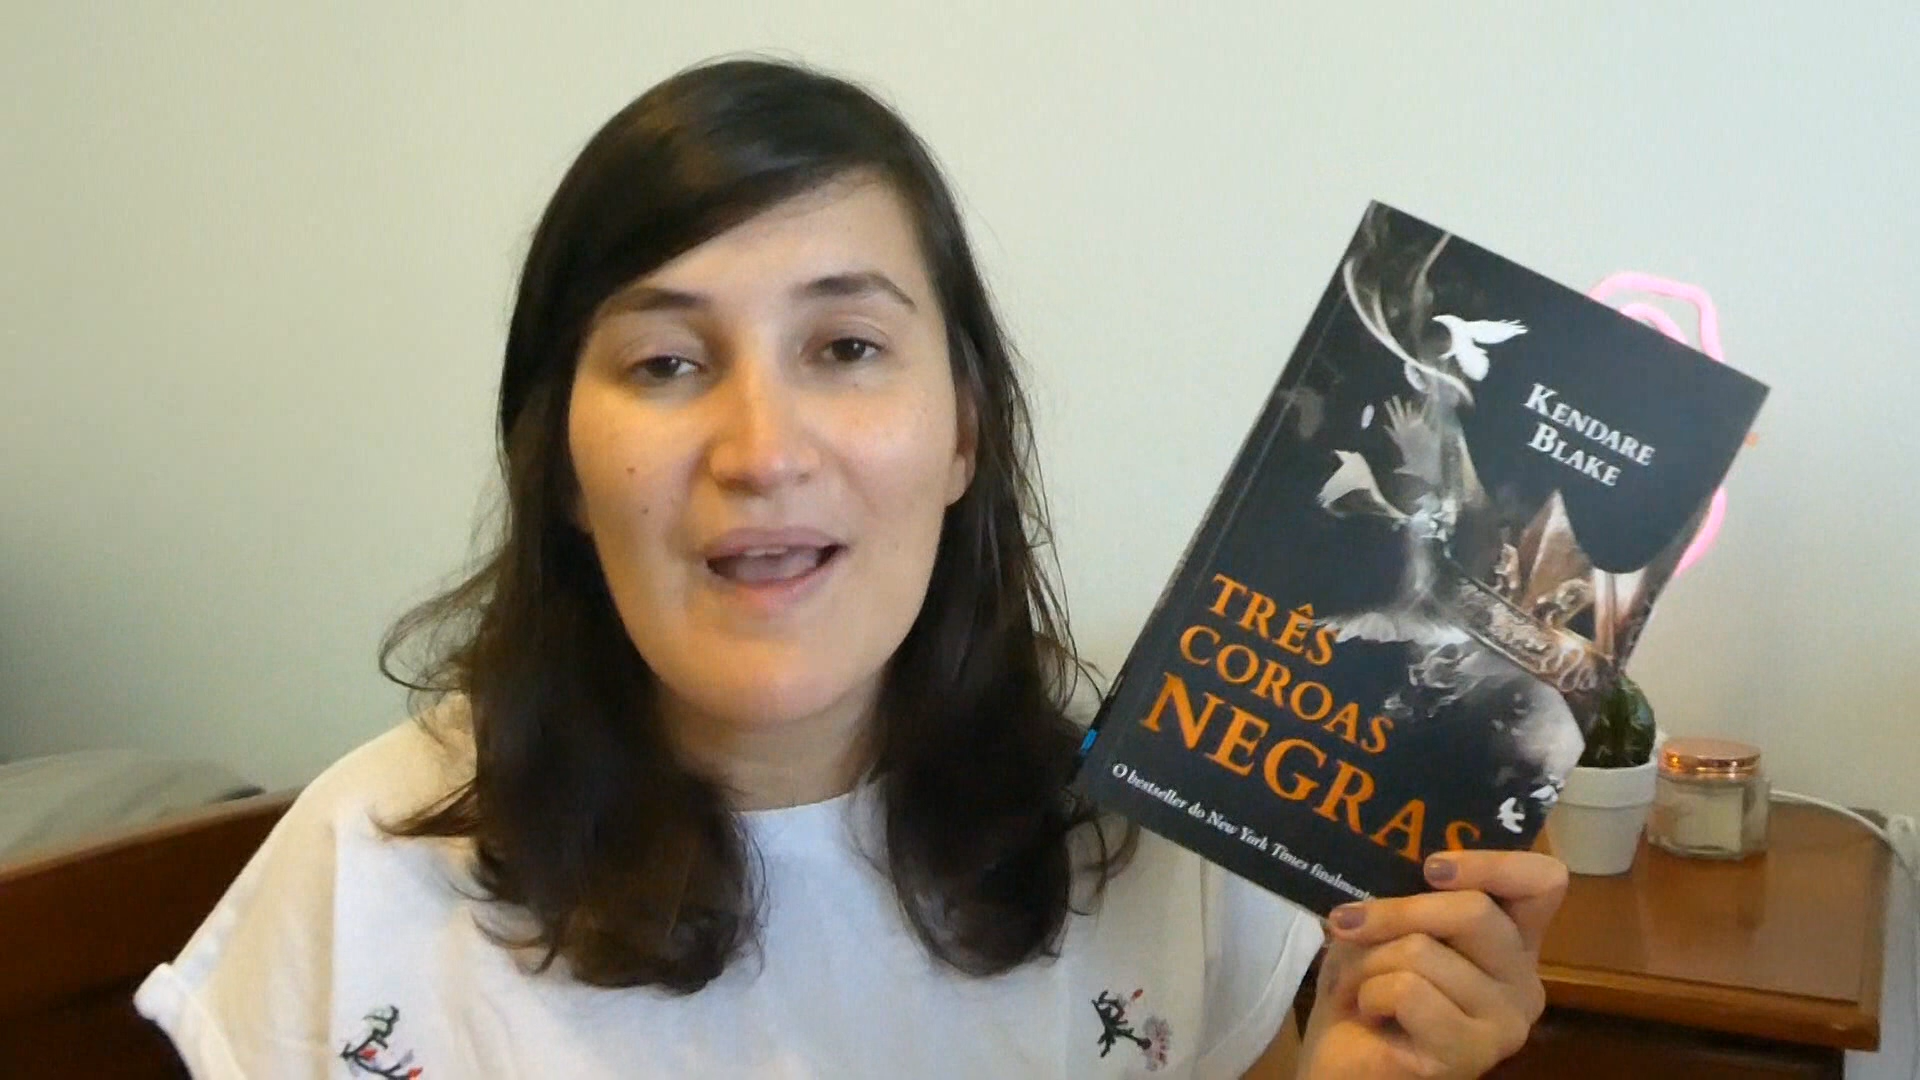 KENDARE
BLAKE
TRÊS
COROAS
NEGRAS
O bestseller do New York Times finalmente